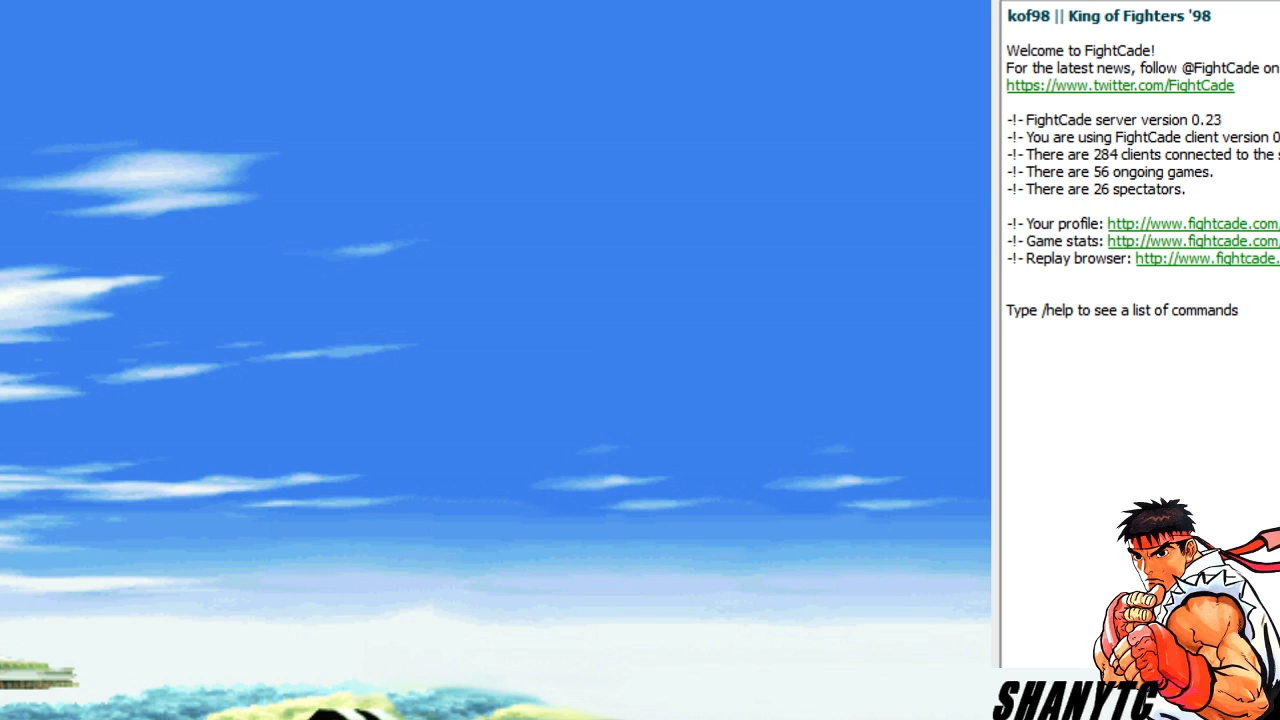 kof98 || King of Fighters '98
Welcome to FightCade!
For the latest news, follow @FightCade on
https://www.twitter.com/FightCade
-!- FightCade server version 0.23
-!- You are using FightCade client version 0
-!- There are 284 clients connected to the s
-!- There are 56 ongoing games.
-!- There are 26 spectators.
-!- Your profile: http://www.fightcade.com/
-!- Game stats: http://www.fightcade.com/
-!- Replay browser: http://www.fightcade.
Type /help to see a list of commands
SHANYTC